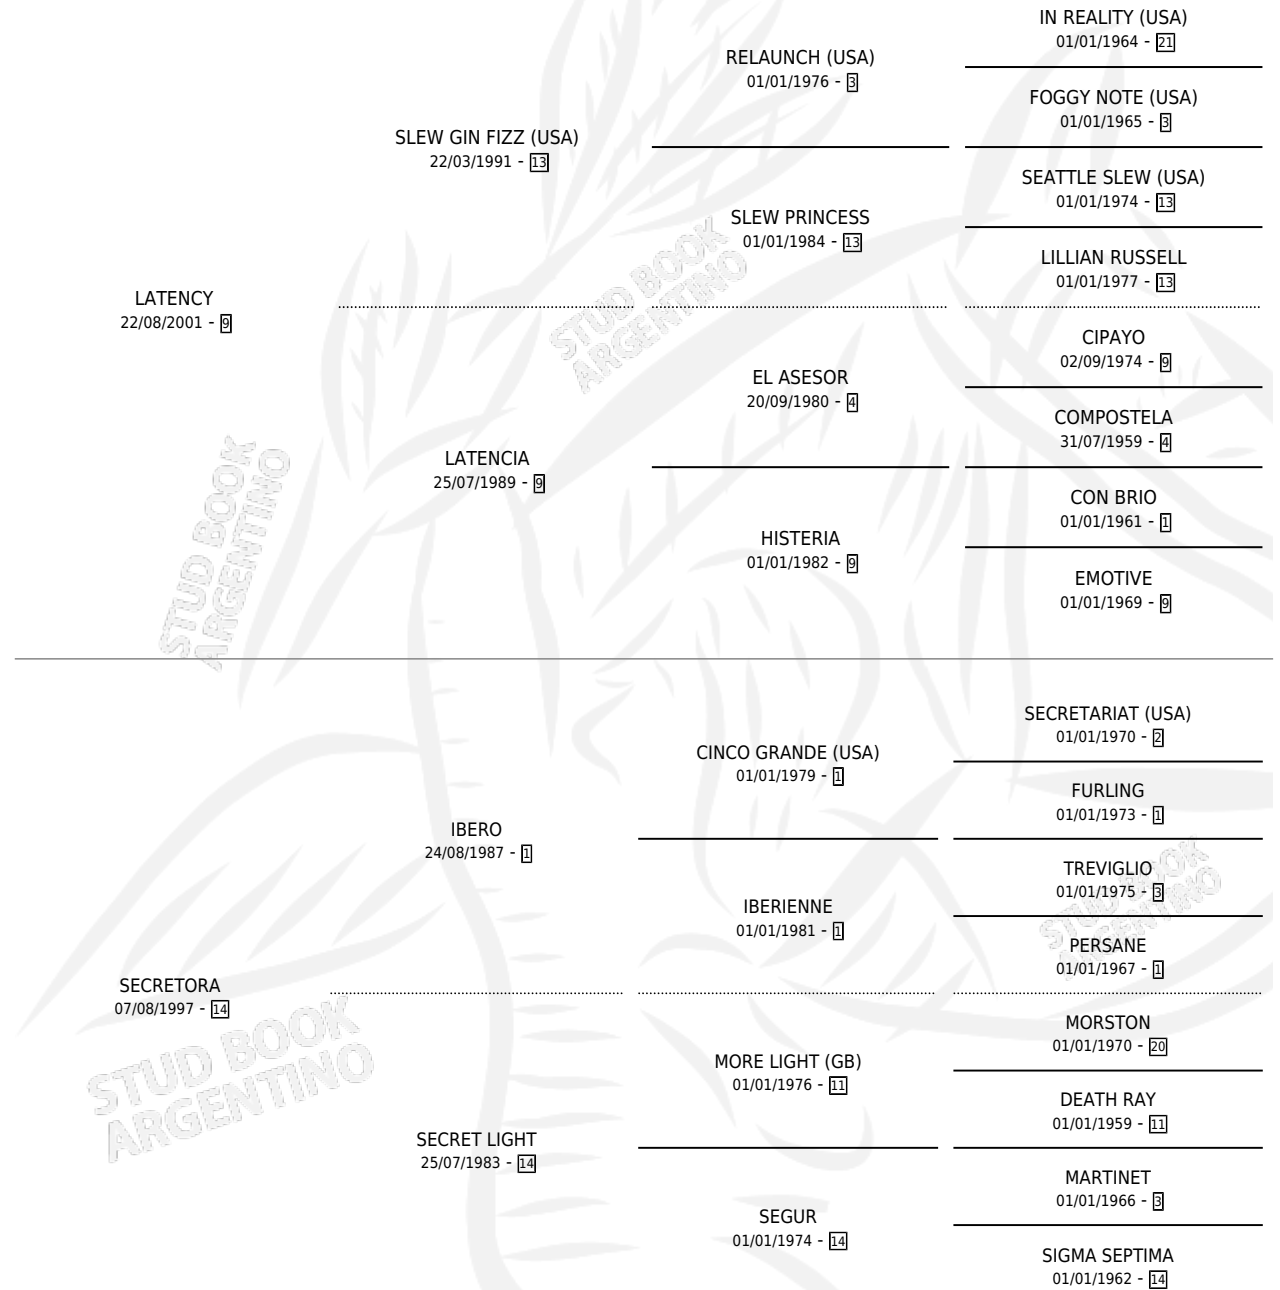 IN REALITY (USA)
01/01/1964 - 21
RELAUNCH (USA)
01/01/1976 - 3
FOGGY NOTE (USA)
01/01/1965 - 3
SLEW GIN FIZZ (USA)
22/03/1991 - 13
SEATTLE SLEW (USA)
01/01/1974 - 13
SLEW PRINCESS
01/01/1984 - 13
LILLIAN RUSSELL
01/01/1977 - 13
LATENCY
22/08/2001 - 9
CIPAYO
02/09/1974 - 9
EL ASESOR
20/09/1980 - 4
COMPOSTELA
31/07/1959 - 4
LATENCIA
25/07/1989 - 9
CON BRIO
01/01/1961 - 1
HISTERIA
01/01/1982 - 9
EMOTIVE
01/01/1969 - 9
SECRETARIAT (USA)
01/01/1970 - 2
CINCO GRANDE (USA)
01/01/1979 - 1
FURLING
01/01/1973 - 1
IBERO
24/08/1987 - 1
TREVIGLIO
01/01/1975 - 3
IBERIENNE
01/01/1981 - 1
PERSANE
01/01/1967 - 1
SECRETORA
07/08/1997 - 14
MORSTON
01/01/1970 - 20
MORE LIGHT (GB)
01/01/1976 - 11
DEATH RAY
01/01/1959 - 11
SECRET LIGHT
25/07/1983 - 14
MARTINET
01/01/1966 - 3
SEGUR
01/01/1974 - 14
SIGMA SEPTIMA
01/01/1962 - 14
STUD BOOK
ARGENTINO
STUD BOOK
ARGENTINO
STUD BOOK
ARGENTINO
STUD BOOK
ARGENTINO